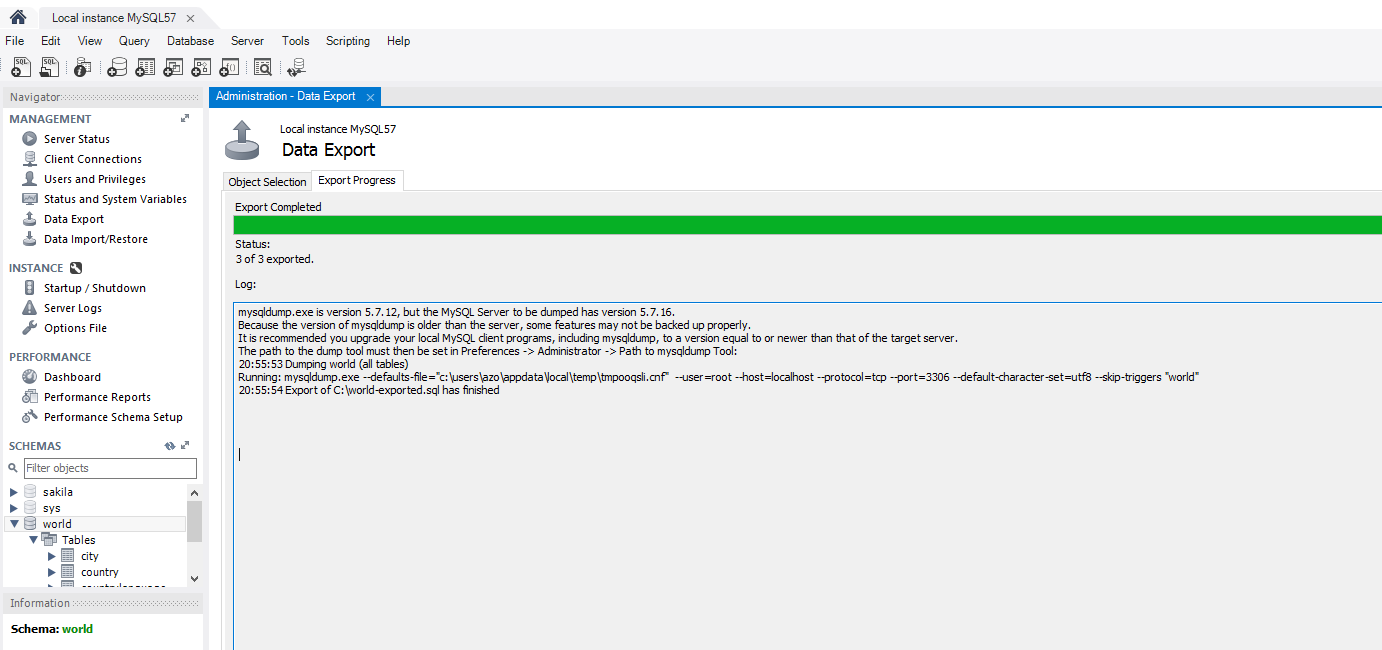 Local instance MySQL57
File Edit View Query Database Server Tools Scripting Help
Navigator
MANAGEMENT
Server Status
Client Connections
Users and Privileges
Status and System Variables
Data Export
Data Import/Restore
INSTANCE
Startup / Shutdown
Server Logs
Options File
PERFORMANCE
Dashboard
Performance Reports
Performance Schema Setup
SCHEMAS
Filter objects
sakila
sys
world
Tables
city
country
Information
Schema: world
Administration - Data Export
Local instance MySQL57
Data Export
Object Selection Export Progress
Export Completed
Status:
3 of 3 exported.
Log:
mysqldump.exe is version 5.7.12, but the MySQL Server to be dumped has version 5.7.16.
Because the version of mysqldump is older than the server, some features may not be backed up properly.
It is recommended you upgrade your local MySQL client programs, including mysqldump, to a version equal to or newer than that of the target server.
The path to the dump tool must then be set in Preferences -> Administrator -> Path to mysqldump Tool:
20:55:53 Dumping world (all tables)
Running: mysqldump.exe --defaults-file="c:\users\azo\appdata\local\temp\tmpooqsli.cnf" --user=root --host=localhost --protocol=tcp --port=3306 --default-character-set=utf8 --skip-triggers "world"
20:55:54 Export of C:\world-exported.sql has finished